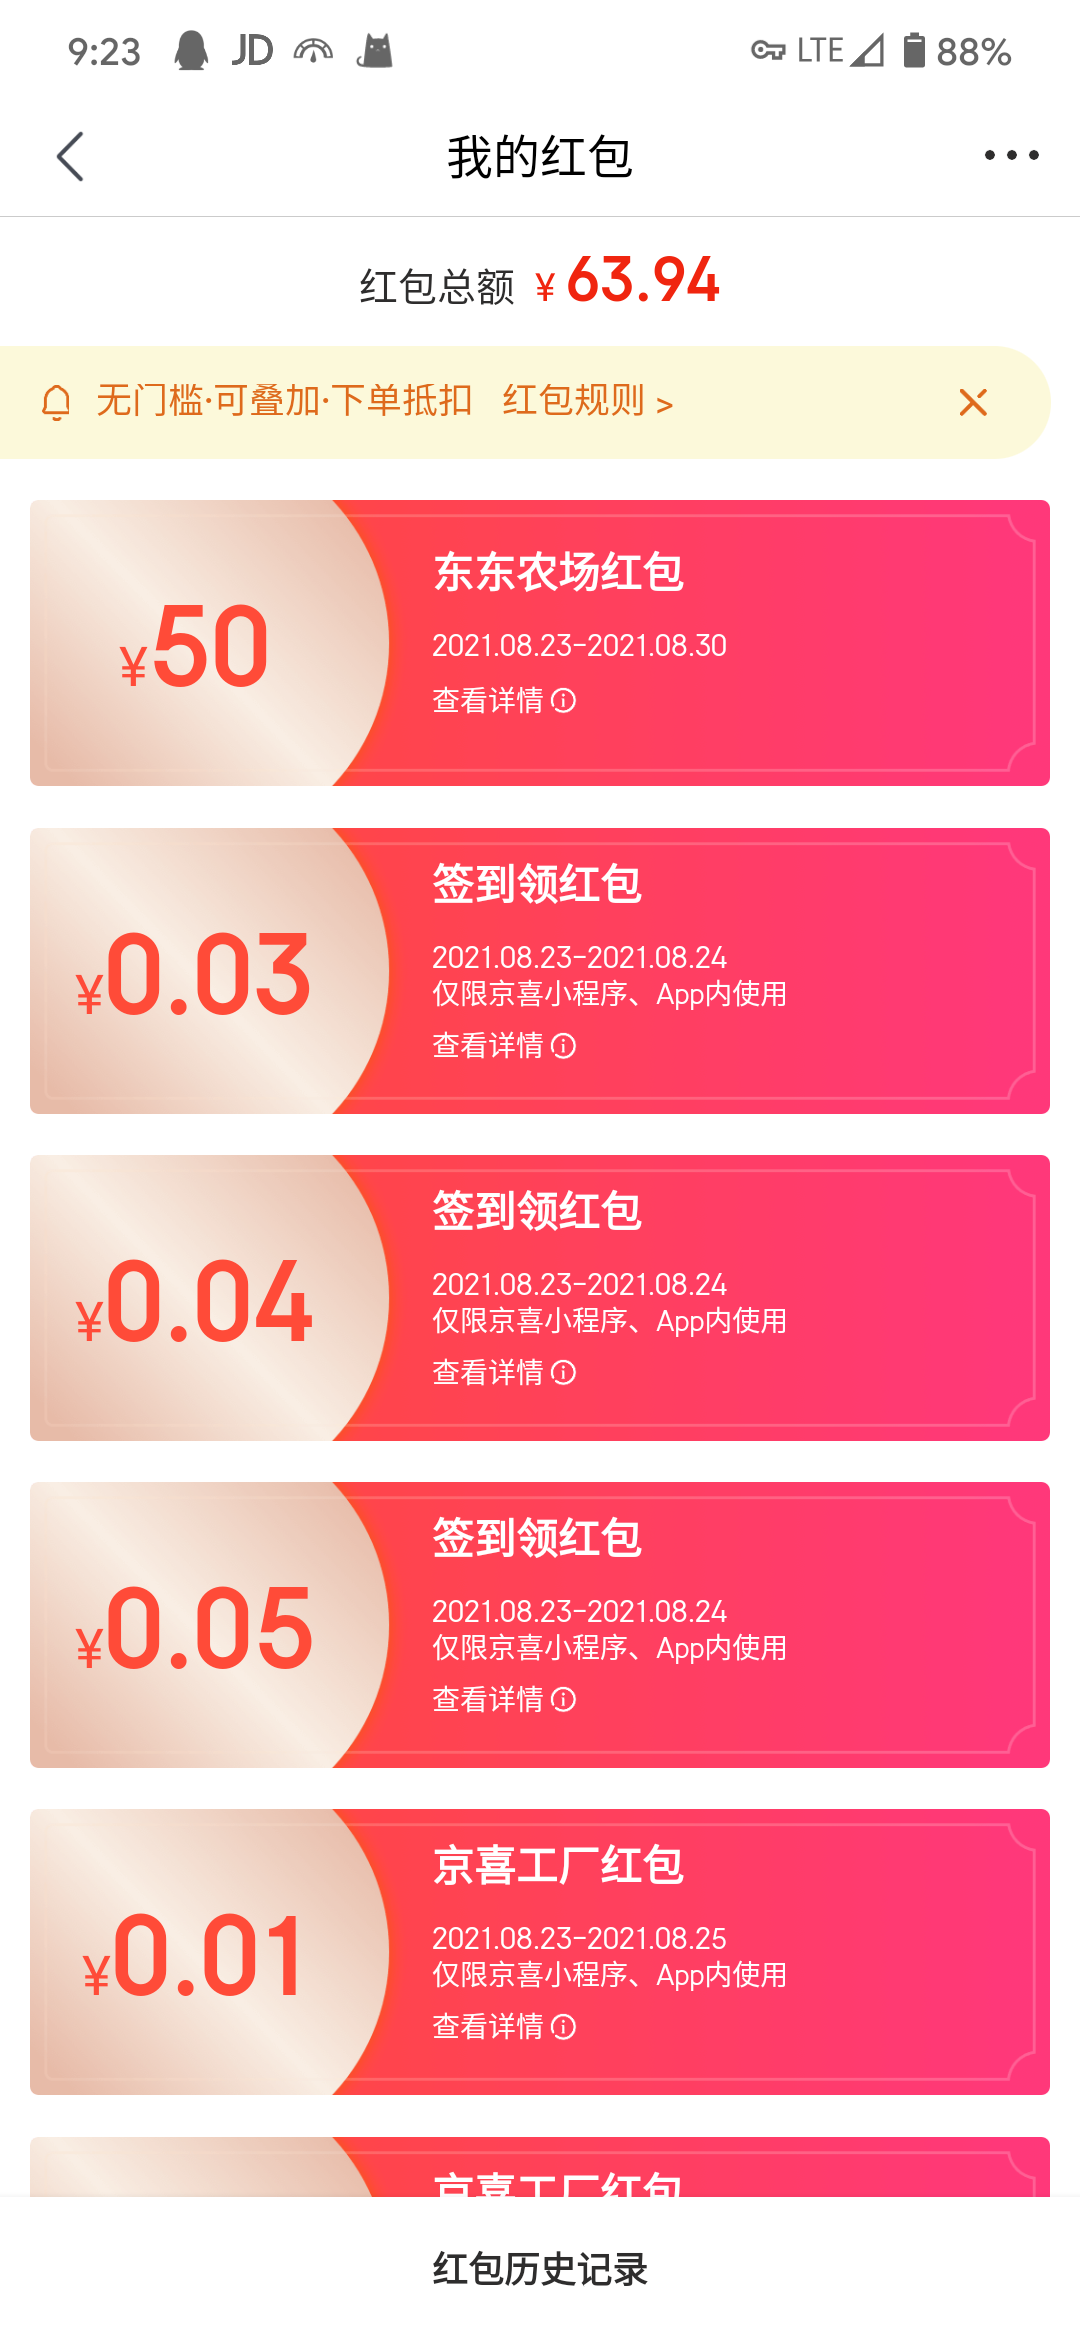 9:23 JD LTE 88%
我的红包
红包总额 ¥63.94
无门槛·可叠加·下单抵扣 红包规则 >
东东农场红包
¥50
2021.08.23-2021.08.30
查看详情
签到领红包
¥0.03
2021.08.23-2021.08.24
仅限京喜小程序、App内使用
查看详情
签到领红包
¥0.04
2021.08.23-2021.08.24
仅限京喜小程序、App内使用
查看详情
签到领红包
¥0.05
2021.08.23-2021.08.24
仅限京喜小程序、App内使用
查看详情
京喜工厂红包
¥0.01
2021.08.23-2021.08.25
仅限京喜小程序、App内使用
查看详情
京喜工厂红包
红包历史记录